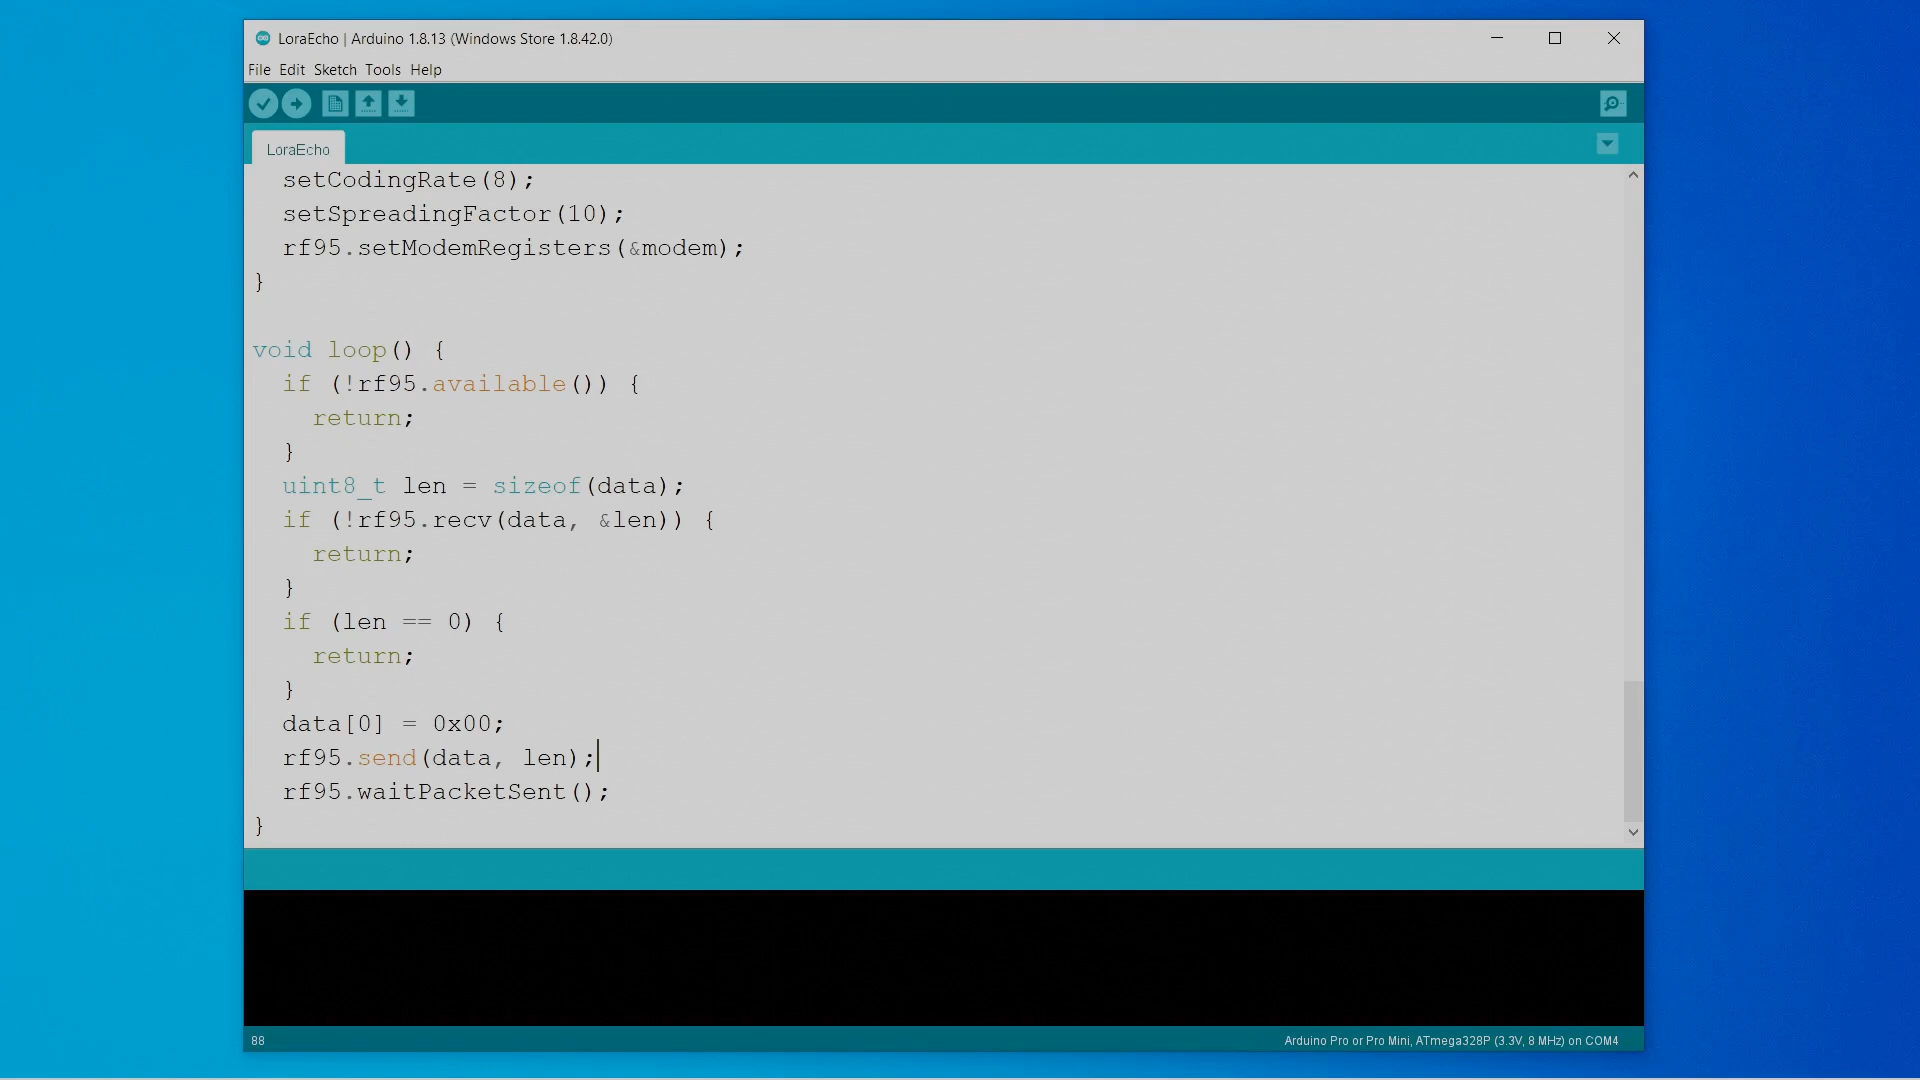 LoraEcho | Arduino 1.8.13 (Windows Store 1.8.42.0)
File Edit Sketch Tools Help
LoraEcho
  setCodingRate(8);
  setSpreadingFactor(10);
  rf95.setModemRegisters(&modem);
}

void loop() {
  if (!rf95.available()) {
    return;
  }
  uint8_t len = sizeof(data);
  if (!rf95.recv(data, &len)) {
    return;
  }
  if (len == 0) {
    return;
  }
  data[0] = 0x00;
  rf95.send(data, len);
  rf95.waitPacketSent();
}
88
Arduino Pro or Pro Mini, ATmega328P (3.3V, 8 MHz) on COM4